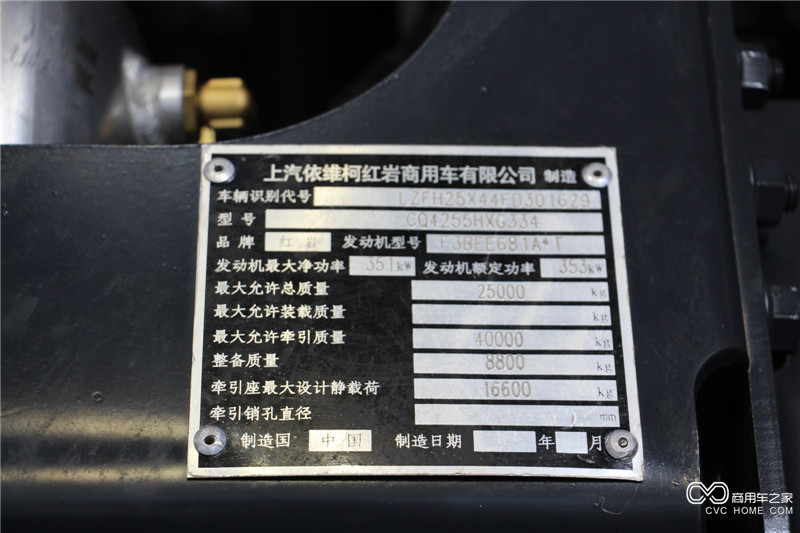 上汽依维柯红岩商用车有限公司 制造
车辆识别代号 LZFH25X44FD301629
型号 CQ4255HXG334
品牌 红岩 发动机型号 F3BEE681A*T
发动机最大净功率 351kW 发动机额定功率 353kW
最大允许总质量 25000 kg
最大允许装载质量 kg
最大允许牵引质量 40000 kg
整备质量 8800 kg
牵引座最大设计静载荷 16600 kg
牵引销孔直径 mm
制造国 中国 制造日期 年 月
商用车之家
CVC HOME.COM